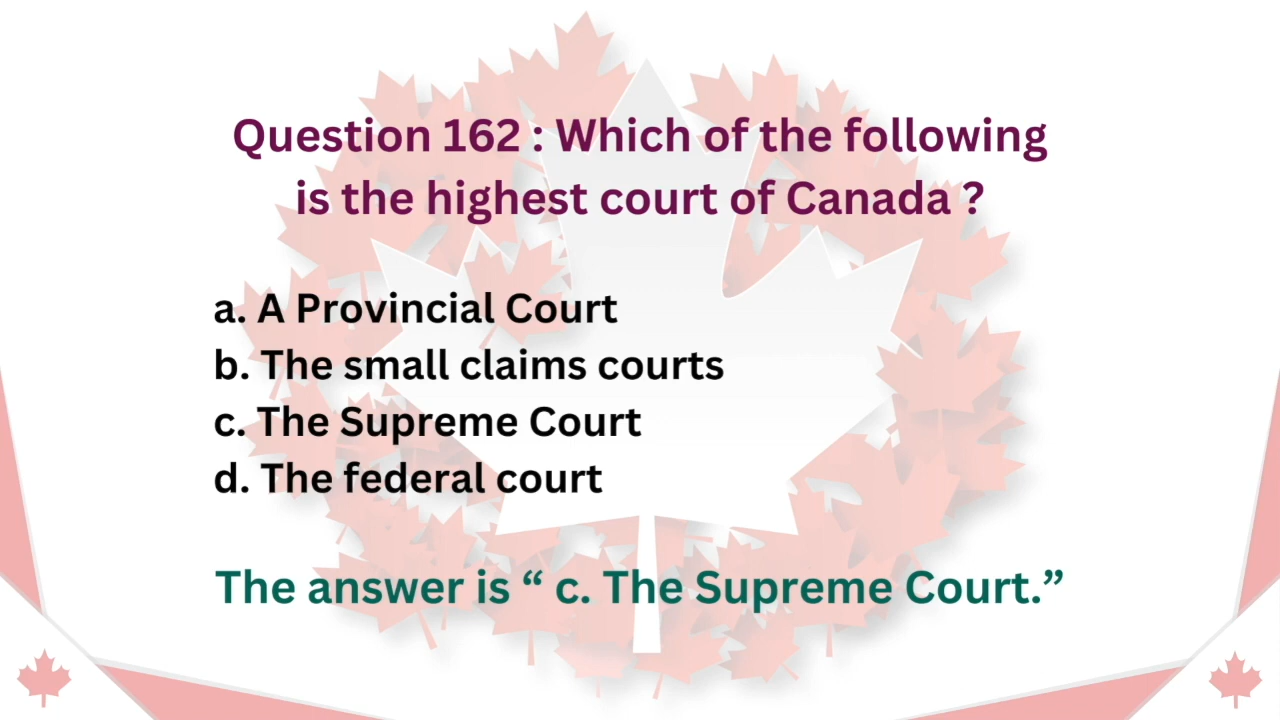 Question 162 : Which of the following
is the highest court of Canada ?
a. A Provincial Court
b. The small claims courts
c. The Supreme Court
d. The federal court
The answer is “ c. The Supreme Court.”